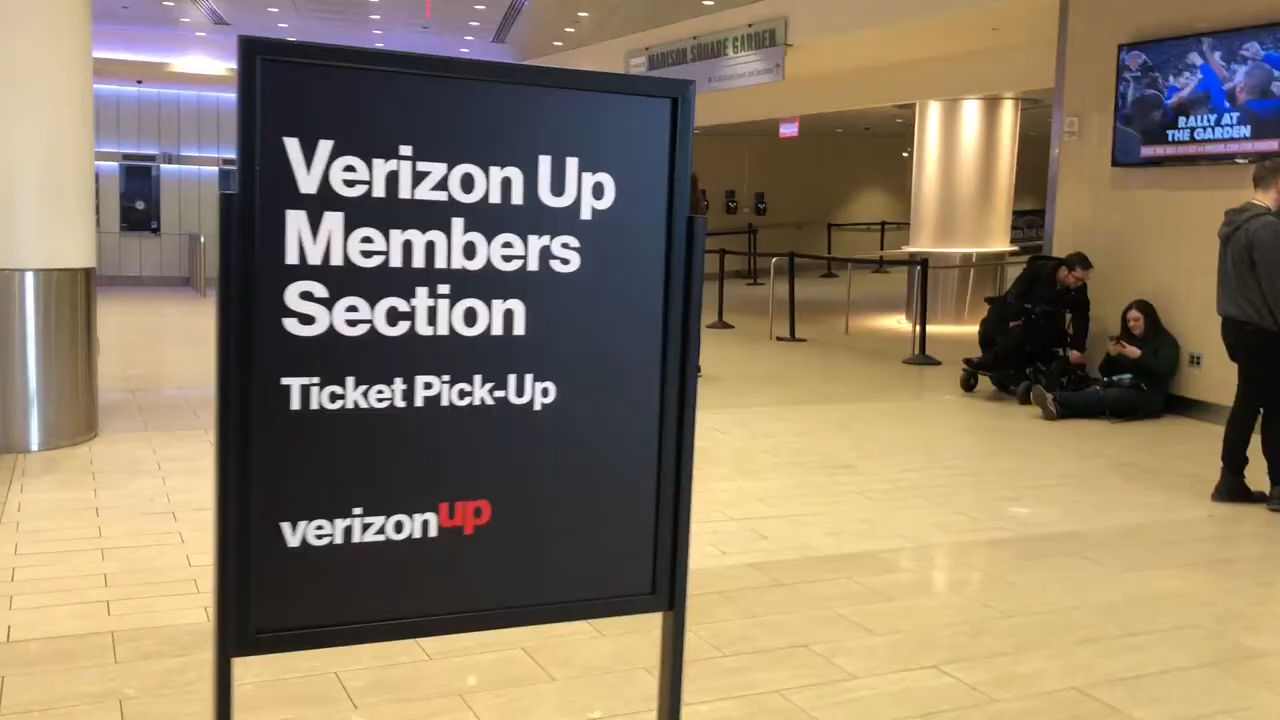 Verizon Up
Members
Section
Ticket Pick-Up
verizonup
MADISON SQUARE GARDEN
RALLY AT
THE GARDEN